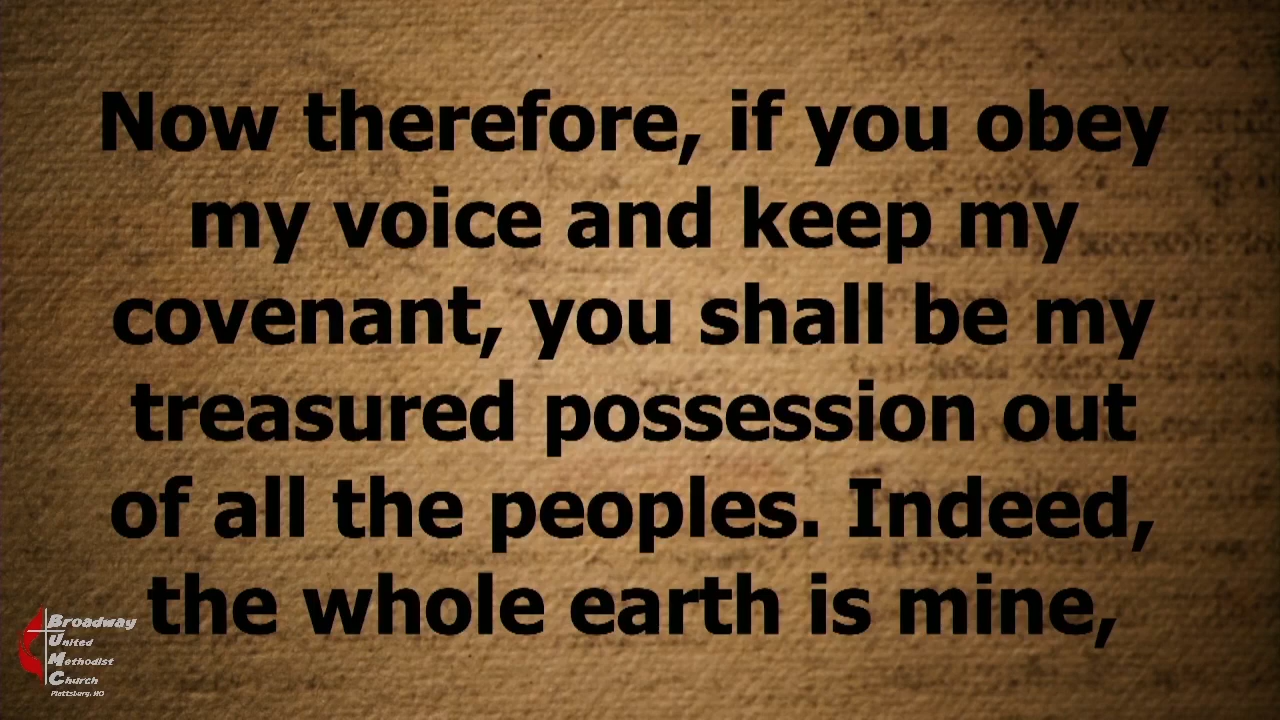 Now therefore, if you obey
my voice and keep my
covenant, you shall be my
treasured possession out
of all the peoples. Indeed,
the whole earth is mine,
Broadway
United
Methodist
Church
Plattsburg, MO